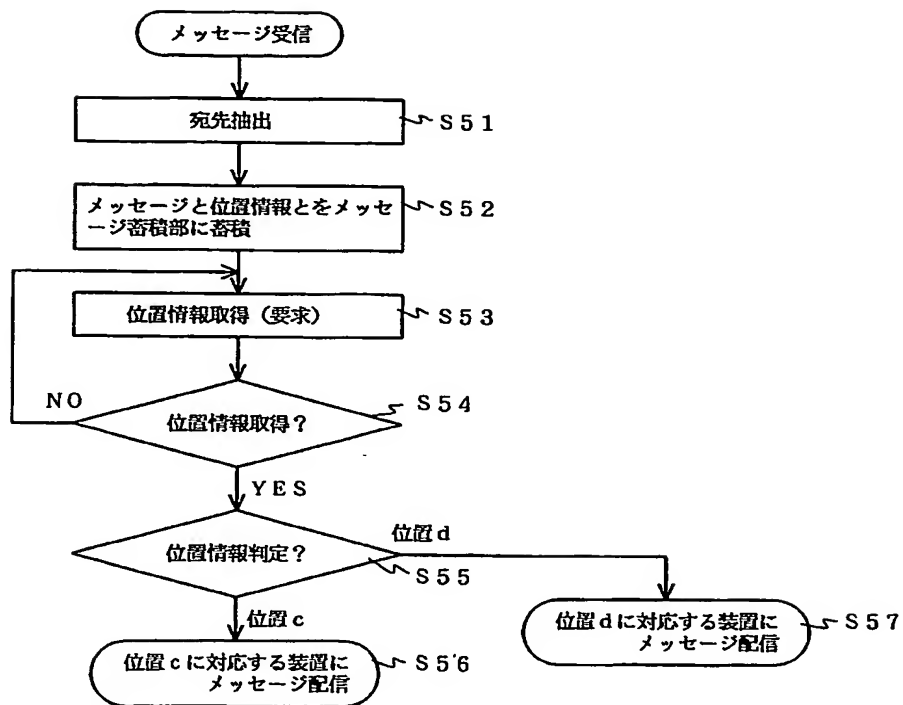 メッセージ受信
宛先抽出
S51
メッセージと位置情報とをメッセ
ージ蓄積部に蓄積
S52
位置情報取得（要求）
S53
NO
位置情報取得？
S54
YES
位置情報判定？
位置d
S55
位置c
位置cに対応する装置に
メッセージ配信
S56
位置dに対応する装置に
メッセージ配信
S57